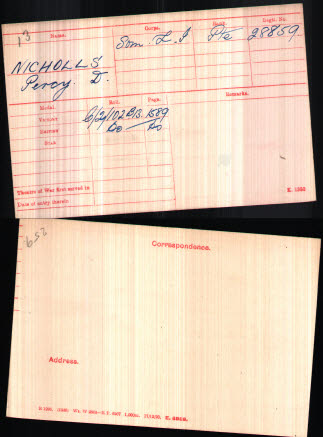 13
Name.
Corps.
Rank.
Regtl. No.
NICHOLLS
Som. L. I
Pte
28859
Percy. D.
Medal.
Roll.
Page.
Remarks.
Victory
6/2/102 B13.
1589
British
Do
Do
Star
Theatre of War first served in
Date of entry therein
K. 1380
Correspondence.
Address.